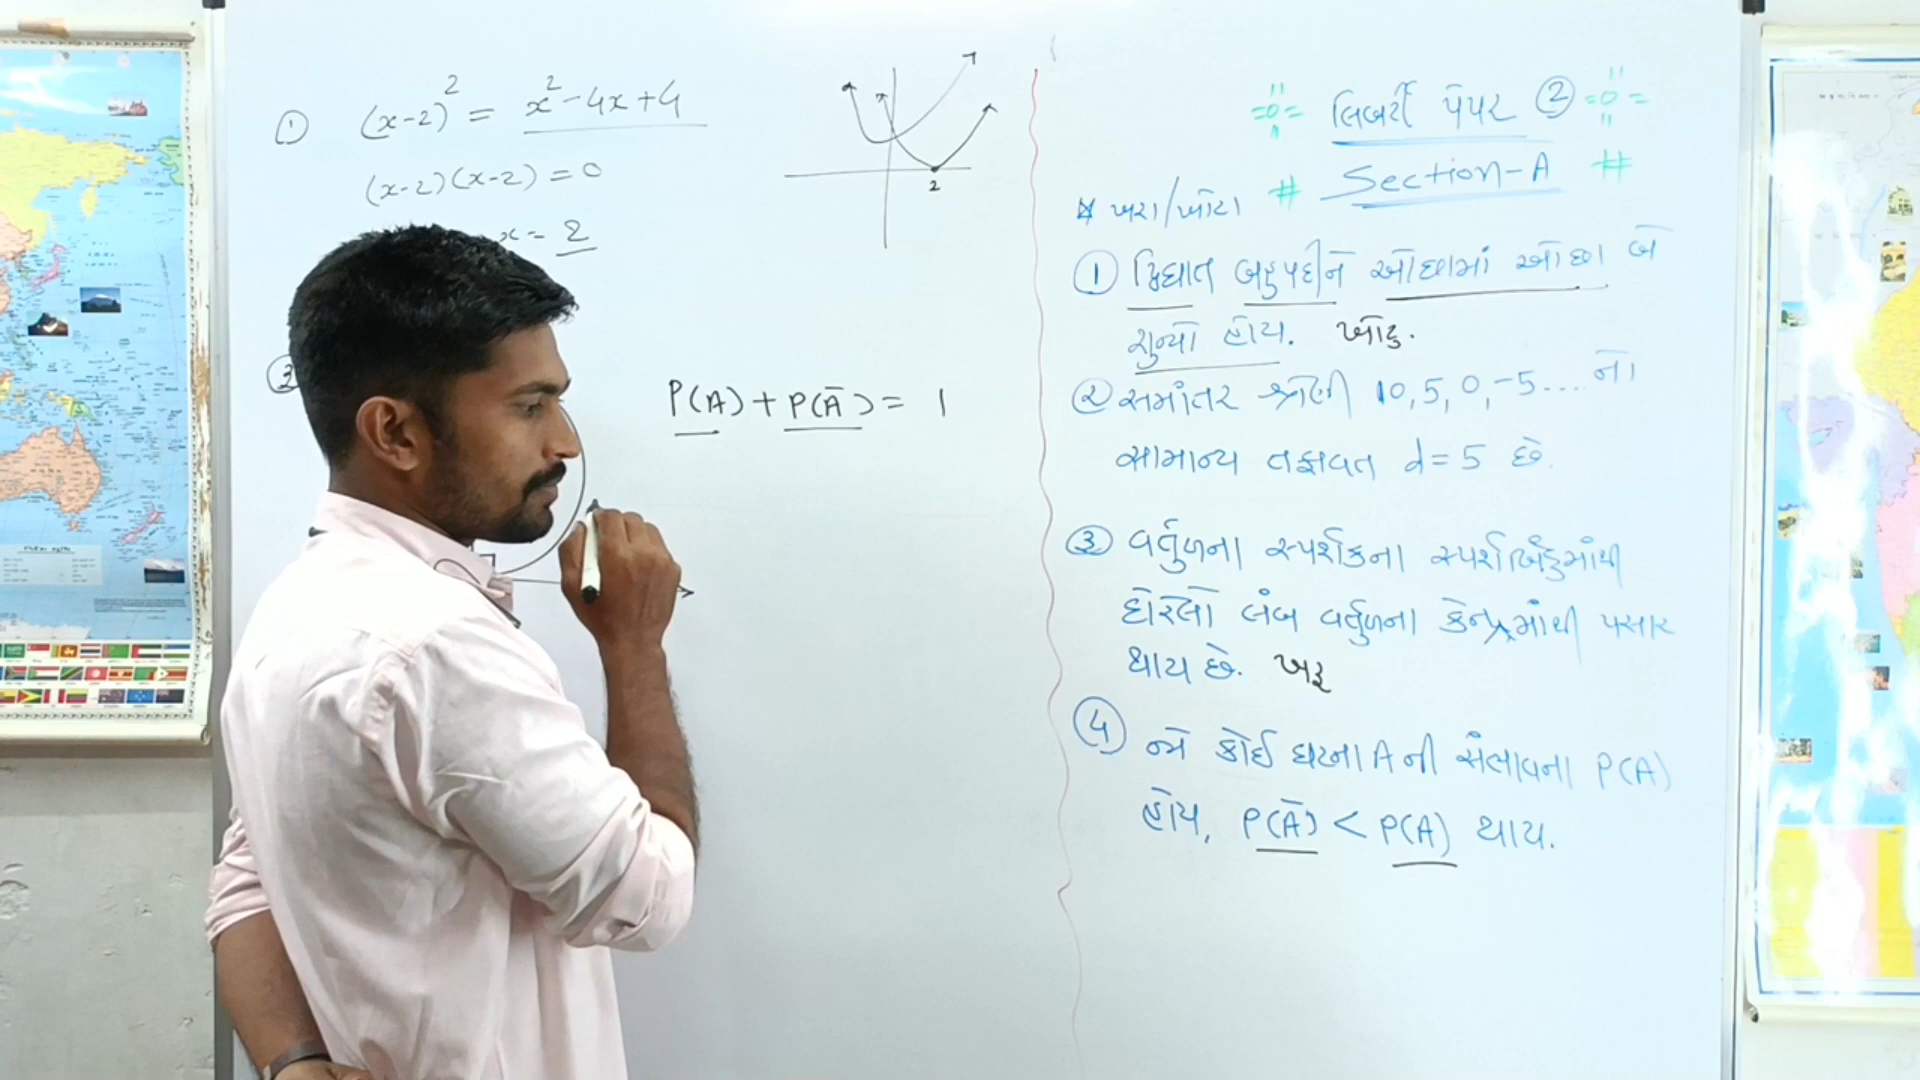 ① (x-2)² = x²-4x+4
(x-2)(x-2) = 0
x = 2
2
P(A) + P(Ā) = 1
લિબર્ટી પેપર ②
# Section-A #
ખરા/ખોટા
① દ્વિઘાત બહુપદીને ઓછામાં ઓછા બે
શુન્યો હોય. ખોટુ.
② સમાંતર શ્રેણી 10, 5, 0, -5 .... ના
સામાન્ય તફાવત d = 5 છે.
③ વર્તુળના સ્પર્શકના સ્પર્શબિંદુમાંથી
દોરેલો લંબ વર્તુળના કેન્દ્રમાંથી પસાર
થાય છે. ખરૂ
④ જો કોઈ ઘટના A ની સંભાવના P(A)
હોય, P(Ā) < P(A) થાય.